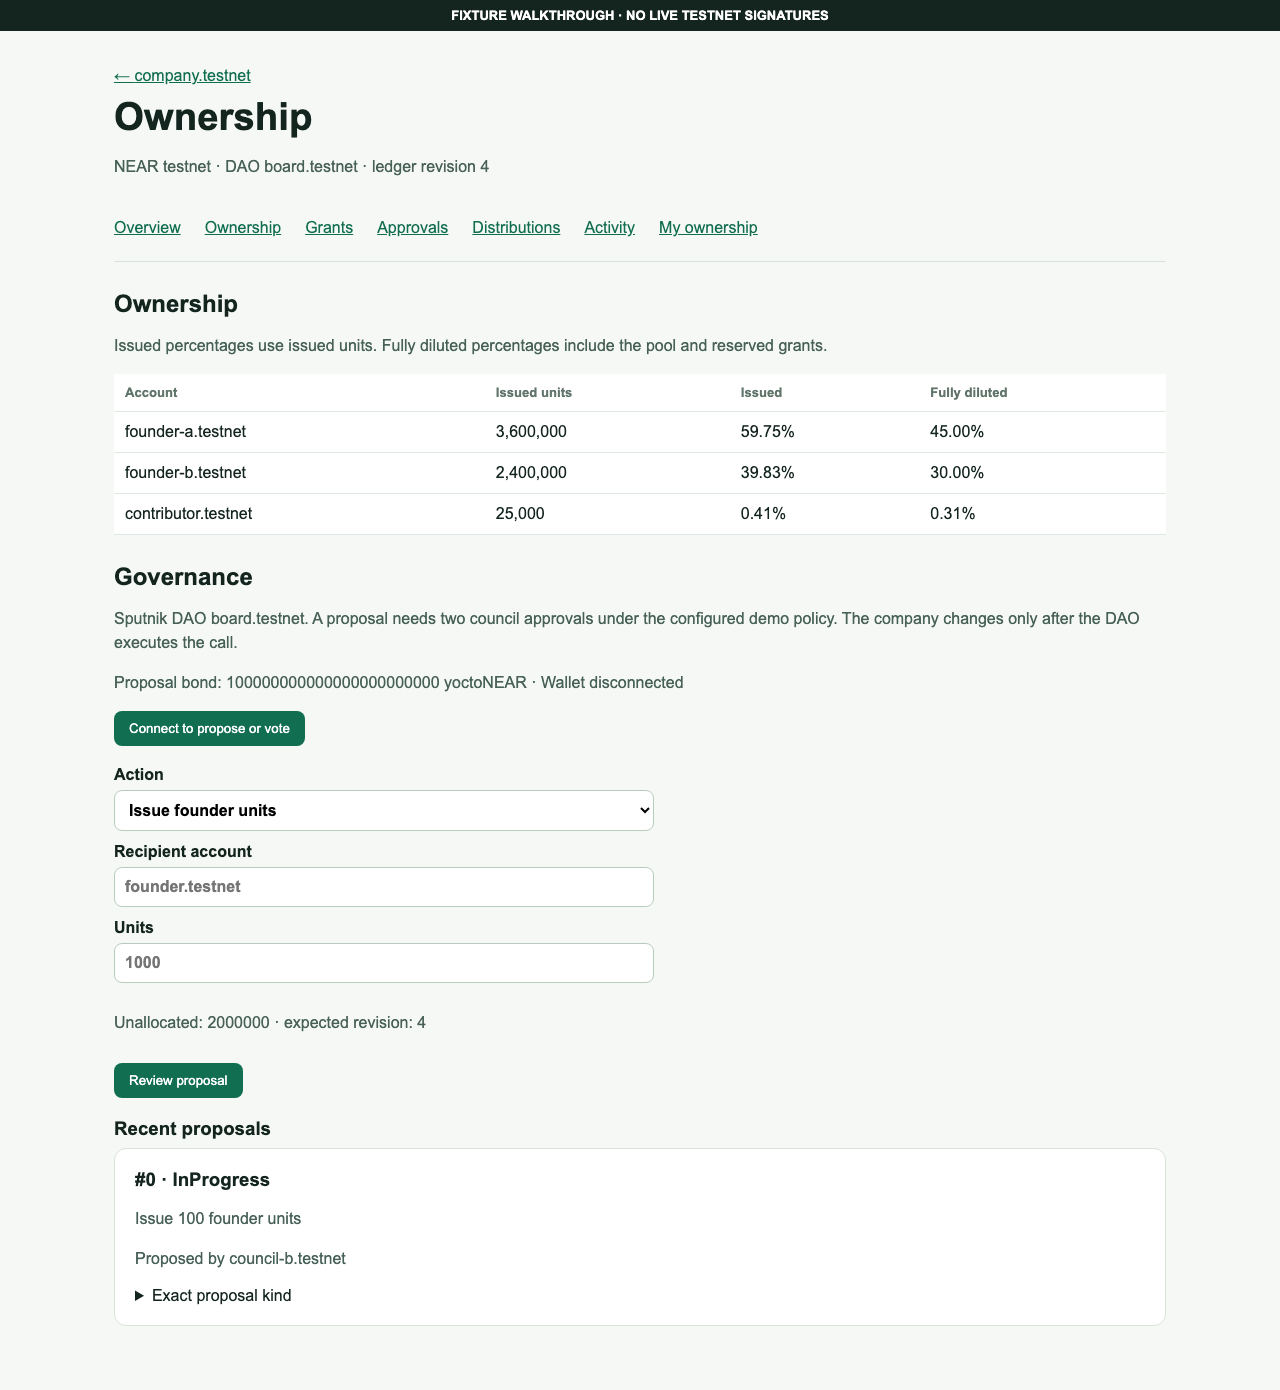 FIXTURE WALKTHROUGH · NO LIVE TESTNET SIGNATURES
← company.testnet
Ownership
NEAR testnet · DAO board.testnet · ledger revision 4
Overview Ownership Grants Approvals Distributions Activity My ownership
Ownership
Issued percentages use issued units. Fully diluted percentages include the pool and reserved grants.
Account Issued units Issued Fully diluted
founder-a.testnet 3,600,000 59.75% 45.00%
founder-b.testnet 2,400,000 39.83% 30.00%
contributor.testnet 25,000 0.41% 0.31%
Governance
Sputnik DAO board.testnet. A proposal needs two council approvals under the configured demo policy. The company changes only after the DAO
executes the call.
Proposal bond: 100000000000000000000000 yoctoNEAR · Wallet disconnected
Connect to propose or vote
Action
Issue founder units
Recipient account
founder.testnet
Units
1000
Unallocated: 2000000 · expected revision: 4
Review proposal
Recent proposals
#0 · InProgress
Issue 100 founder units
Proposed by council-b.testnet
▶ Exact proposal kind